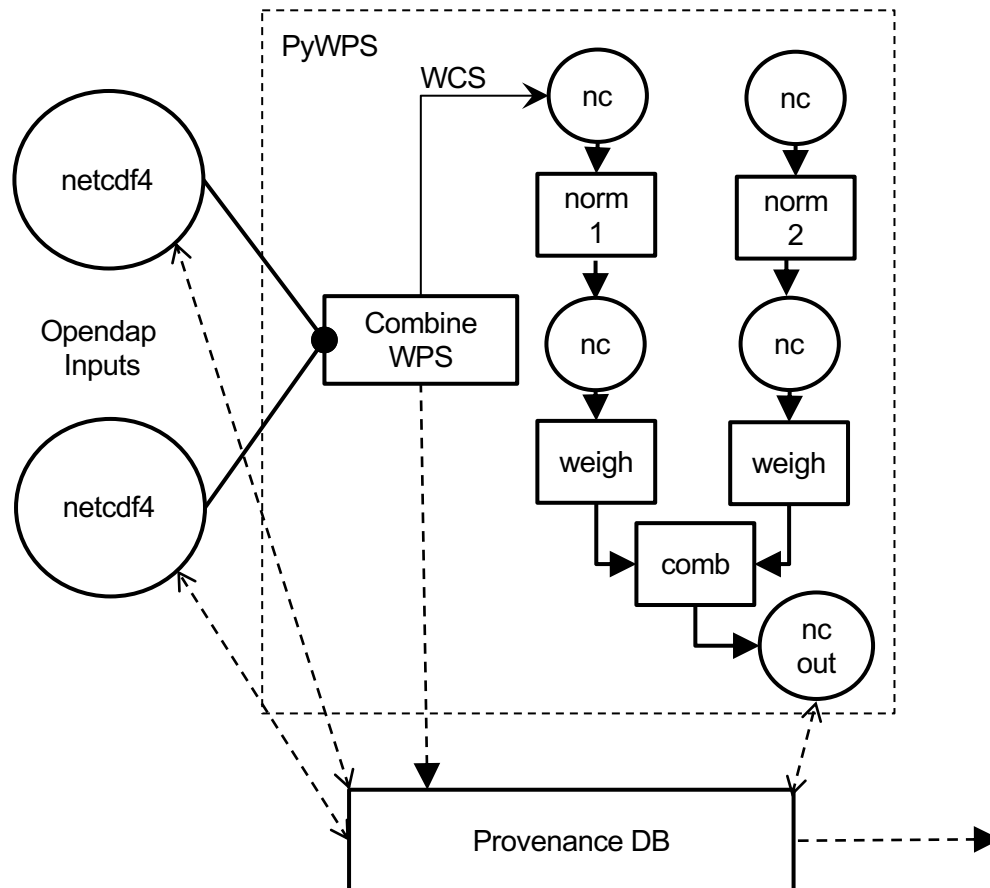 PyWPS
WCS
nc
nc
netcdf4
norm
1
norm
2
Opendap
Inputs
Combine
WPS
nc
nc
weigh
weigh
netcdf4
comb
nc
out
Provenance DB